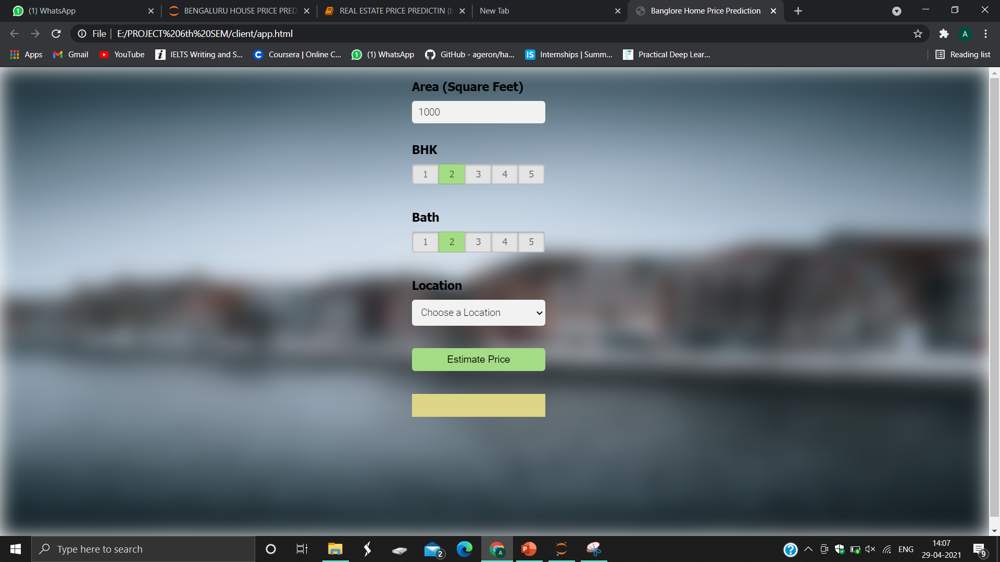 (1) WhatsApp
BENGALURU HOUSE PRICE PRED
REAL ESTATE PRICE PREDICTIN (b
New Tab
Banglore Home Price Prediction
File
E:/PROJECT%206th%20SEM/client/app.html
A
Apps
Gmail
YouTube
IELTS Writing and S...
Coursera | Online C...
(1) WhatsApp
GitHub - ageron/ha...
Internships | Summ...
Practical Deep Lear...
Reading list
Area (Square Feet)
1000
BHK
1 2 3 4 5
Bath
1 2 3 4 5
Location
Choose a Location
Estimate Price
Type here to search
2
A
P
ENG
14:07
29-04-2021
9